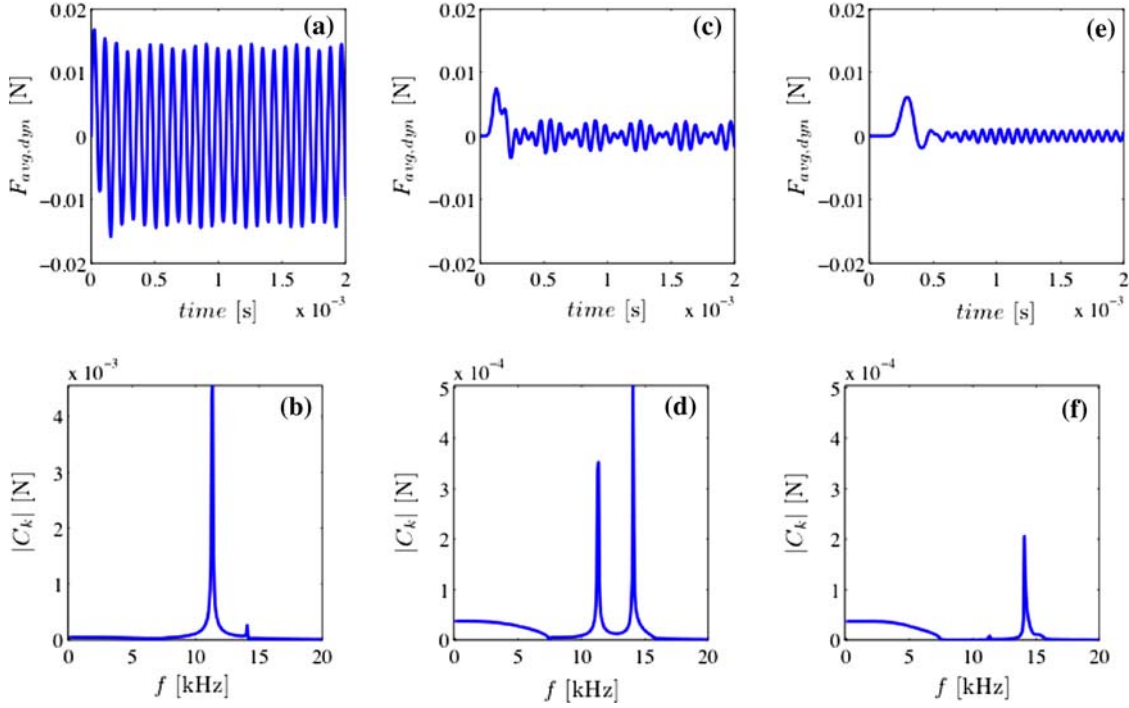 (a)
0.02
0.01
0
−0.01
−0.02
F_avg,dyn [N]
0 0.5 1 1.5 2
time [s] x 10^−3
(c)
0.02
0.01
0
−0.01
−0.02
F_avg,dyn [N]
0 0.5 1 1.5 2
time [s] x 10^−3
(e)
0.02
0.01
0
−0.01
−0.02
F_avg,dyn [N]
0 0.5 1 1.5 2
time [s] x 10^−3
x 10^−3
(b)
4
3
2
1
0
|C_k| [N]
0 5 10 15 20
f [kHz]
x 10^−4
(d)
5
4
3
2
1
0
|C_k| [N]
0 5 10 15 20
f [kHz]
x 10^−4
(f)
5
4
3
2
1
0
|C_k| [N]
0 5 10 15 20
f [kHz]